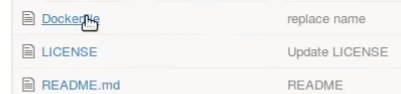 Dockerfile replace name
LICENSE Update LICENSE
README.md README